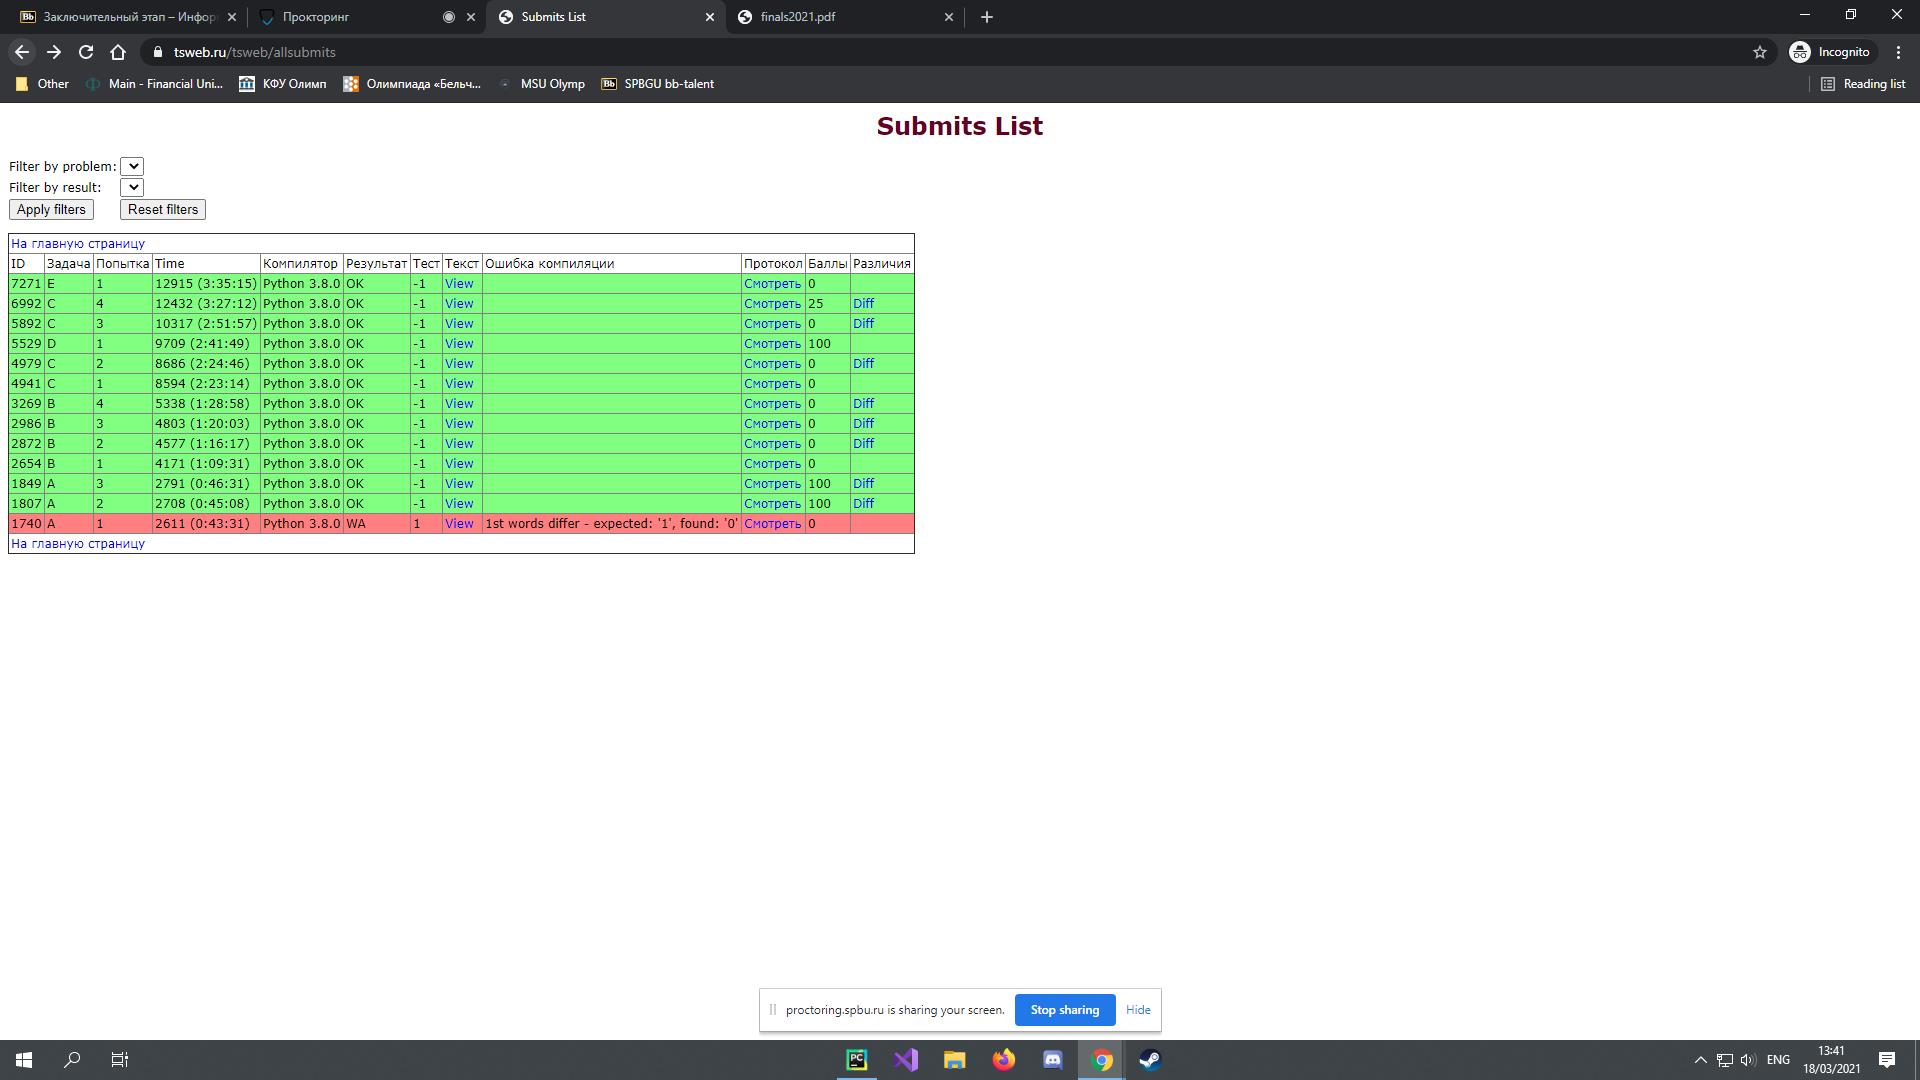 Заключительный этап – Инфор
Прокторинг
Submits List
finals2021.pdf
tsweb.ru/tsweb/allsubmits
Incognito
Other
Main - Financial Uni...
КФУ Олимп
Олимпиада «Бельч...
MSU Olymp
Bb SPBGU bb-talent
Reading list
Submits List
Filter by problem:
Filter by result:
Apply filters Reset filters
На главную страницу
ID Задача Попытка Time Компилятор Результат Тест Текст Ошибка компиляции Протокол Баллы Различия
7271 E 1 12915 (3:35:15) Python 3.8.0 OK -1 View Смотреть 0
6992 C 4 12432 (3:27:12) Python 3.8.0 OK -1 View Смотреть 25 Diff
5892 C 3 10317 (2:51:57) Python 3.8.0 OK -1 View Смотреть 0 Diff
5529 D 1 9709 (2:41:49) Python 3.8.0 OK -1 View Смотреть 100
4979 C 2 8686 (2:24:46) Python 3.8.0 OK -1 View Смотреть 0 Diff
4941 C 1 8594 (2:23:14) Python 3.8.0 OK -1 View Смотреть 0
3269 B 4 5338 (1:28:58) Python 3.8.0 OK -1 View Смотреть 0 Diff
2986 B 3 4803 (1:20:03) Python 3.8.0 OK -1 View Смотреть 0 Diff
2872 B 2 4577 (1:16:17) Python 3.8.0 OK -1 View Смотреть 0 Diff
2654 B 1 4171 (1:09:31) Python 3.8.0 OK -1 View Смотреть 0
1849 A 3 2791 (0:46:31) Python 3.8.0 OK -1 View Смотреть 100 Diff
1807 A 2 2708 (0:45:08) Python 3.8.0 OK -1 View Смотреть 100 Diff
1740 A 1 2611 (0:43:31) Python 3.8.0 WA 1 View 1st words differ - expected: '1', found: '0' Смотреть 0
На главную страницу
proctoring.spbu.ru is sharing your screen. Stop sharing Hide
PC
ENG
13:41
18/03/2021